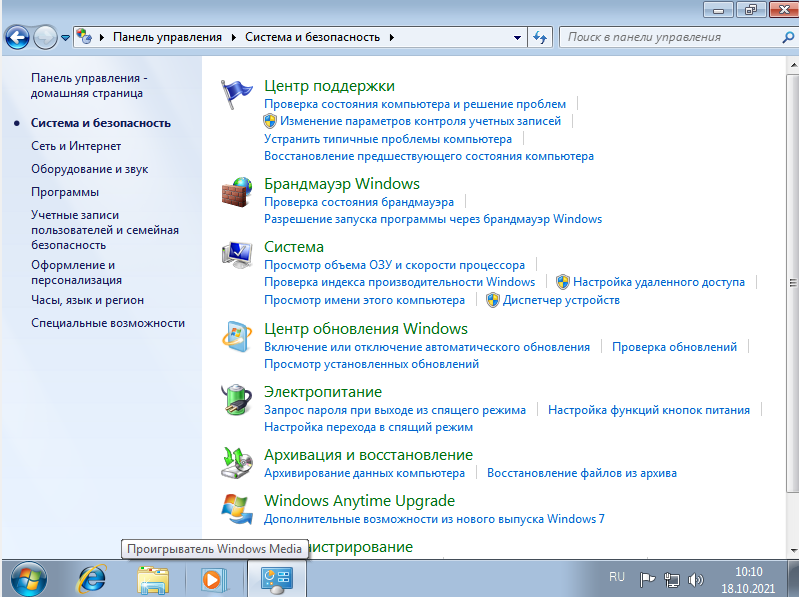 Панель управления
Система и безопасность
Поиск в панели управления
Панель управления -
домашняя страница
Система и безопасность
Сеть и Интернет
Оборудование и звук
Программы
Учетные записи
пользователей и семейная
безопасность
Оформление и
персонализация
Часы, язык и регион
Специальные возможности
Центр поддержки
Проверка состояния компьютера и решение проблем
Изменение параметров контроля учетных записей
Устранить типичные проблемы компьютера
Восстановление предшествующего состояния компьютера
Брандмауэр Windows
Проверка состояния брандмауэра
Разрешение запуска программы через брандмауэр Windows
Система
Просмотр объема ОЗУ и скорости процессора
Проверка индекса производительности Windows Настройка удаленного доступа
Просмотр имени этого компьютера Диспетчер устройств
Центр обновления Windows
Включение или отключение автоматического обновления Проверка обновлений
Просмотр установленных обновлений
Электропитание
Запрос пароля при выходе из спящего режима Настройка функций кнопок питания
Настройка перехода в спящий режим
Архивация и восстановление
Архивирование данных компьютера Восстановление файлов из архива
Windows Anytime Upgrade
Дополнительные возможности из нового выпуска Windows 7
нистрирование
Проигрыватель Windows Media
RU
10:10
18.10.2021